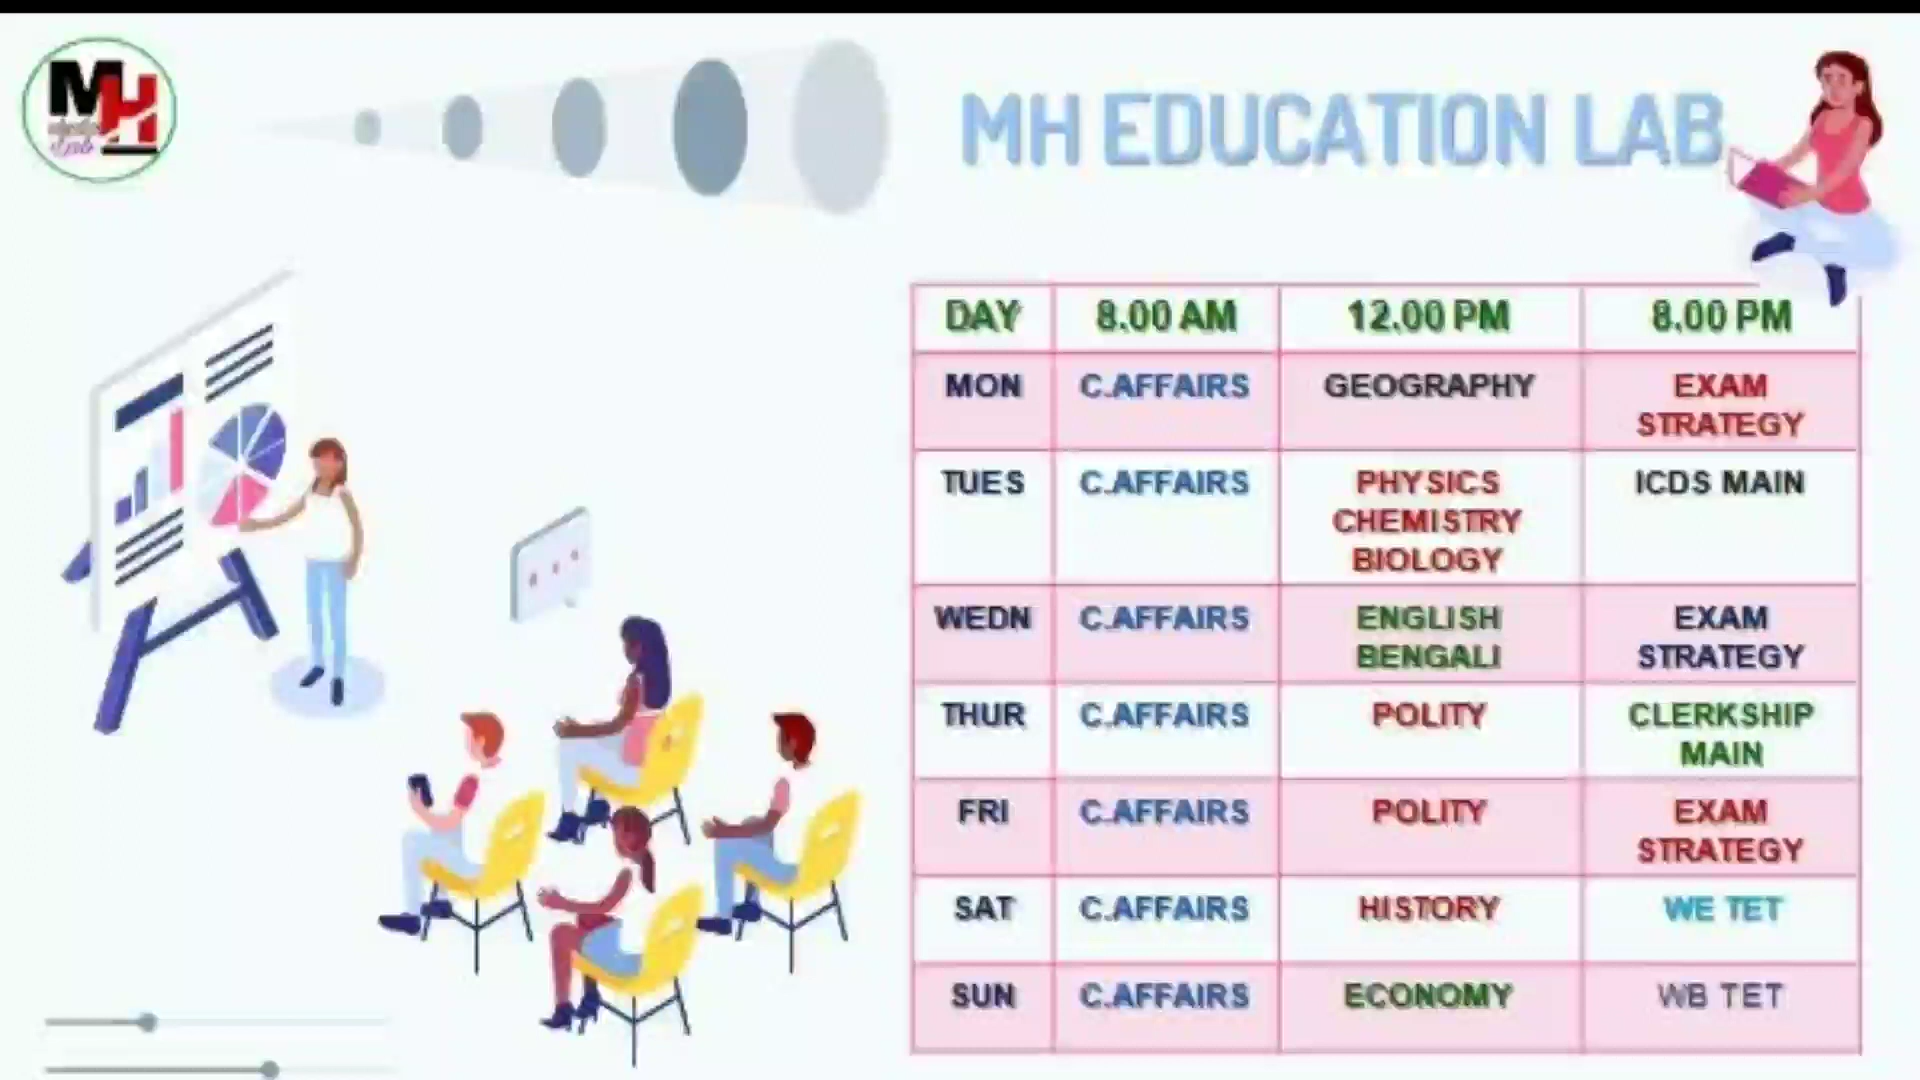 MH
MH EDUCATION LAB
DAY 8.00 AM 12.00 PM 8.00 PM
MON C.AFFAIRS GEOGRAPHY EXAM
STRATEGY
TUES C.AFFAIRS PHYSICS ICDS MAIN
CHEMISTRY
BIOLOGY
WEDN C.AFFAIRS ENGLISH EXAM
BENGALI STRATEGY
THUR C.AFFAIRS POLITY CLERKSHIP
MAIN
FRI C.AFFAIRS POLITY EXAM
STRATEGY
SAT C.AFFAIRS HISTORY WE TET
SUN C.AFFAIRS ECONOMY WB TET